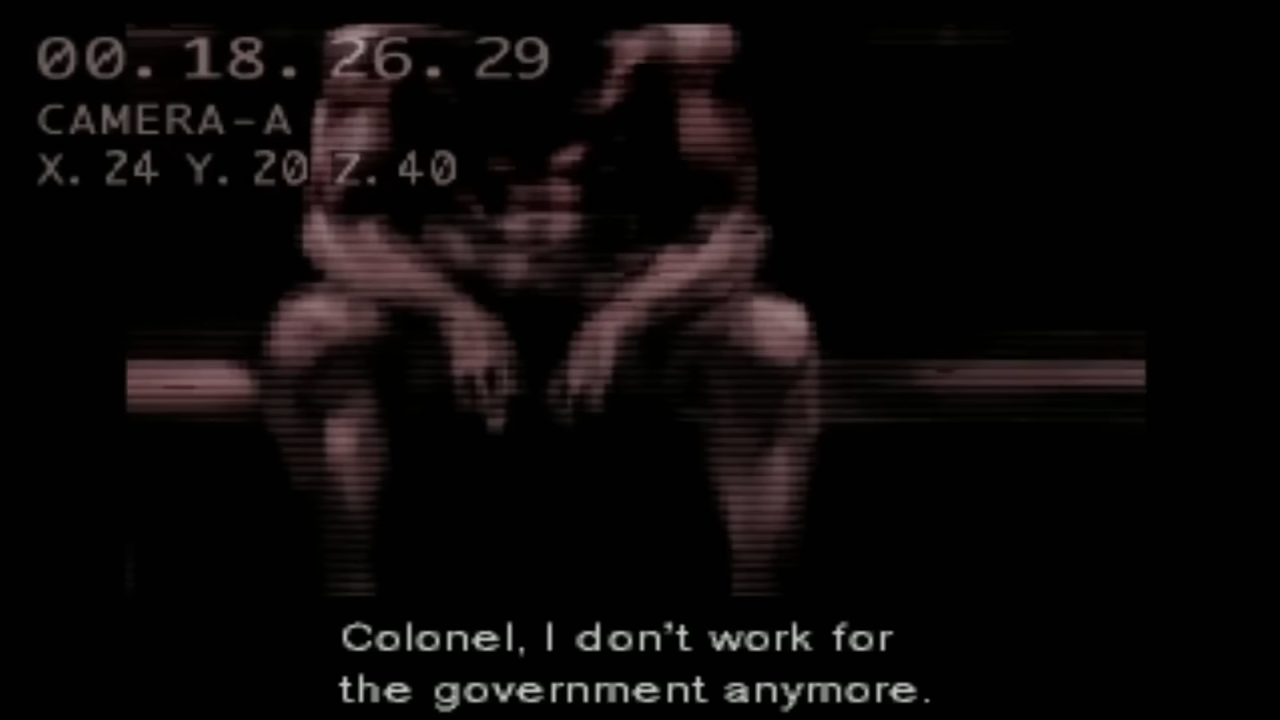 00.18.26.29
CAMERA-A
X.24 Y.20 Z.40
Colonel, I don't work for
the government anymore.